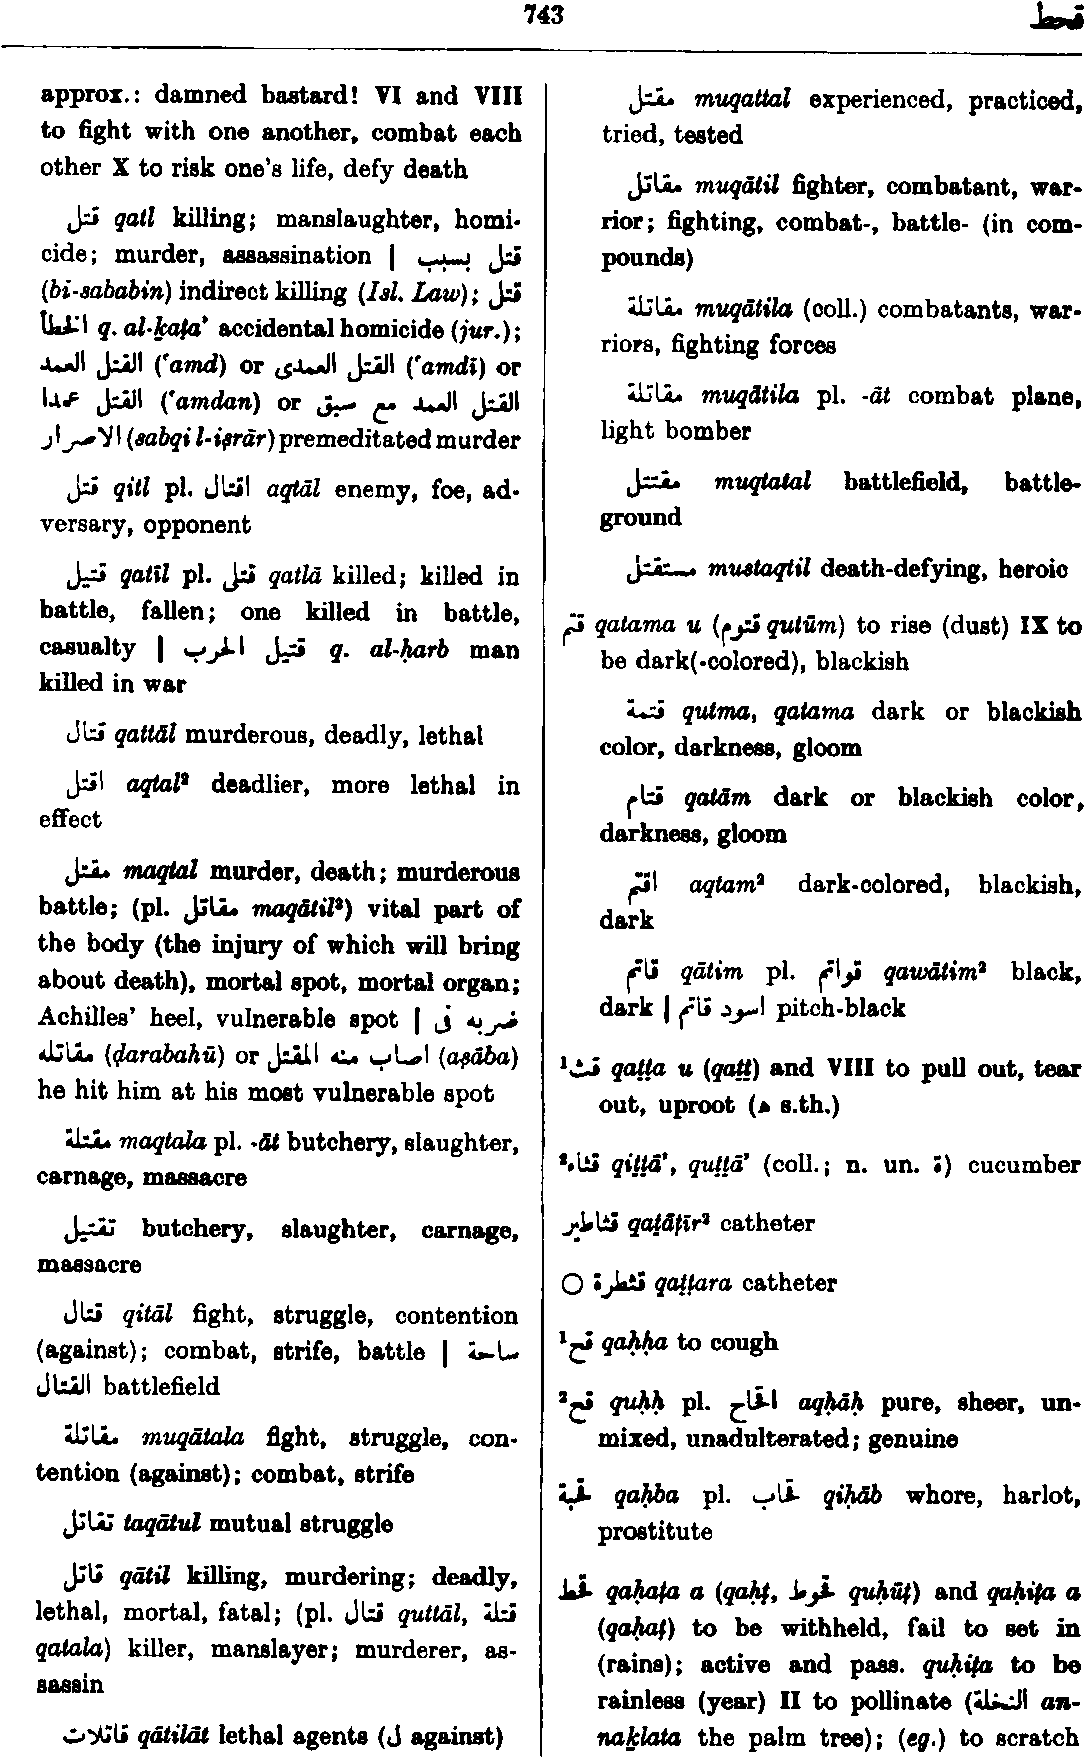 743
قحط
approx.: damned bastard! VI and VIII
to fight with one another, combat each
other X to risk one's life, defy death
قتل qatl killing; manslaughter, homi-
cide; murder, assassination | قتل بسبب
(bi-sababin) indirect killing (Isl. Law); قتل
الخطأ q. al-ḵaṭa' accidental homicide (jur.);
القتل العمد (‘amd) or القتل العمدى (‘amdī) or
القتل عمدا (‘amdan) or القتل العمد مع سبق
الاصرار (sabqi l-iṣrār) premeditated murder
قتل qitl pl. اقتال aqtāl enemy, foe, ad-
versary, opponent
قتيل qatīl pl. قتلى qatlā killed; killed in
battle, fallen; one killed in battle,
casualty | قتيل الحرب q. al-ḥarb man
killed in war
قتال qattāl murderous, deadly, lethal
اقتل aqtal² deadlier, more lethal in
effect
مقتل maqtal murder, death; murderous
battle; (pl. مقاتل maqātil²) vital part of
the body (the injury of which will bring
about death), mortal spot, mortal organ;
Achilles' heel, vulnerable spot | ضربه فى
مقاتله (ḍarabahū) or اصاب منه المقتل (aṣāba)
he hit him at his most vulnerable spot
مقتلة maqtala pl. -āt butchery, slaughter,
carnage, massacre
تقتيل butchery, slaughter, carnage,
massacre
قتال qitāl fight, struggle, contention
(against); combat, strife, battle | ساحة
القتال battlefield
مقاتلة muqātala fight, struggle, con-
tention (against); combat, strife
تقاتل taqātul mutual struggle
قاتل qātil killing, murdering; deadly,
lethal, mortal, fatal; (pl. قتال quttāl, قتلة
qatala) killer, manslayer; murderer, as-
sassin
قاتلات qātilāt lethal agents (ل against)
مقتل muqattal experienced, practiced,
tried, tested
مقاتل muqātil fighter, combatant, war-
rior; fighting, combat-, battle- (in com-
pounds)
مقاتلة muqātila (coll.) combatants, war-
riors, fighting forces
مقاتلة muqātila pl. -āt combat plane,
light bomber
مقتتل muqtatal battlefield, battle-
ground
مستقتل mustaqtil death-defying, heroic
قتم qatama u (قتوم qutūm) to rise (dust) IX to
be dark(-colored), blackish
قتمة qutma, qatama dark or blackish
color, darkness, gloom
قتام qatām dark or blackish color,
darkness, gloom
اقتم aqtam² dark-colored, blackish,
dark
قاتم qātim pl. قواتم qawātim² black,
dark | اسود قاتم pitch-black
¹قث qaṯṯa u (qaṯṯ) and VIII to pull out, tear
out, uproot (ه s.th.)
²قثاء qiṯṯā', quṯṯā' (coll.; n. un. ة) cucumber
قثاطير qaṯāṭīr² catheter
○ قثطرة qaṯṭara catheter
¹قح qaḥḥa to cough
²قح quḥḥ pl. اقحاح aqḥāḥ pure, sheer, un-
mixed, unadulterated; genuine
قحبة qaḥba pl. قحاب qiḥāb whore, harlot,
prostitute
قحط qaḥaṭa a (qaḥṭ, قحوط quḥūṭ) and qaḥiṭa a
(qaḥaṭ) to be withheld, fail to set in
(rains); active and pass. quḥiṭa to be
rainless (year) II to pollinate (النخلة an-
naḵlata the palm tree); (eg.) to scratch